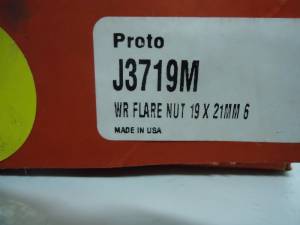 Proto
J3719M
WR FLARE NUT 19 X 21MM 6
MADE IN USA